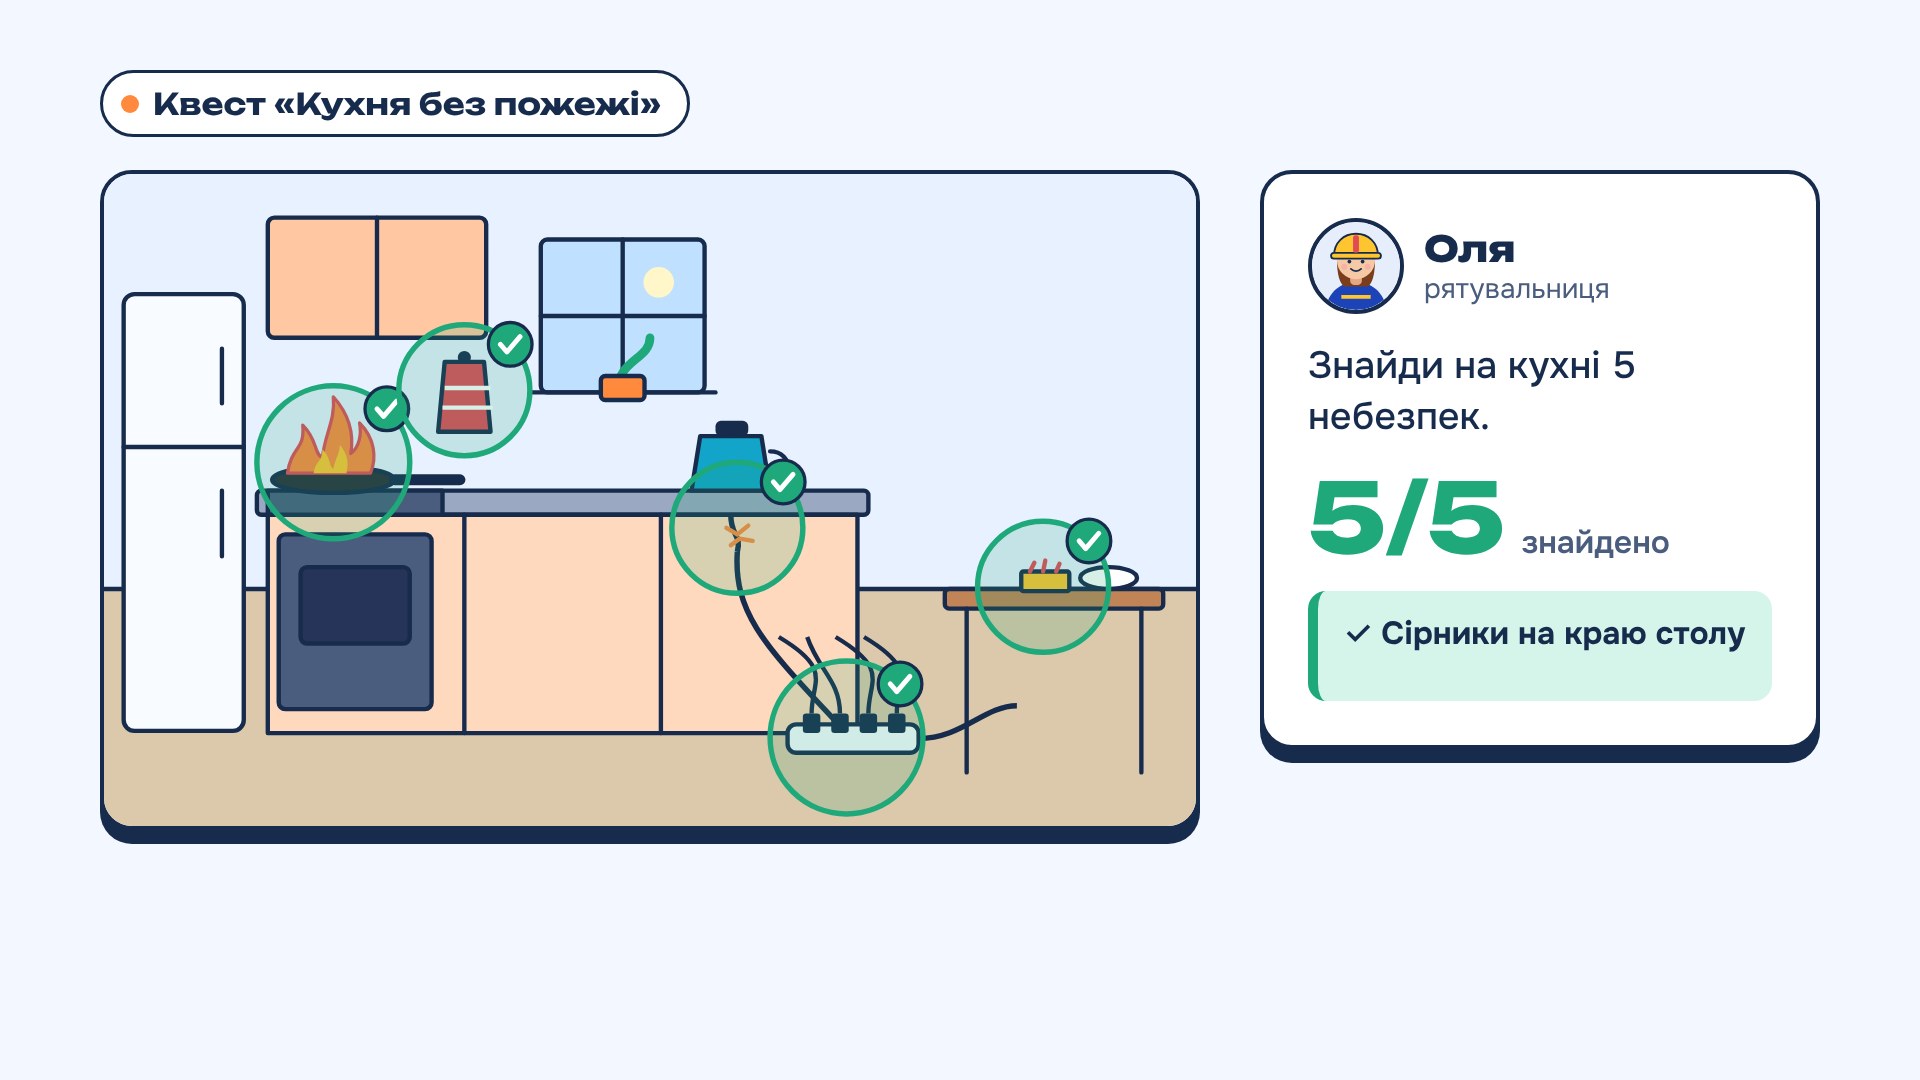 Квест «Кухня без пожежі»
Оля
рятувальниця
Знайди на кухні 5
небезпек.
5/5 знайдено
✓ Сірники на краю столу